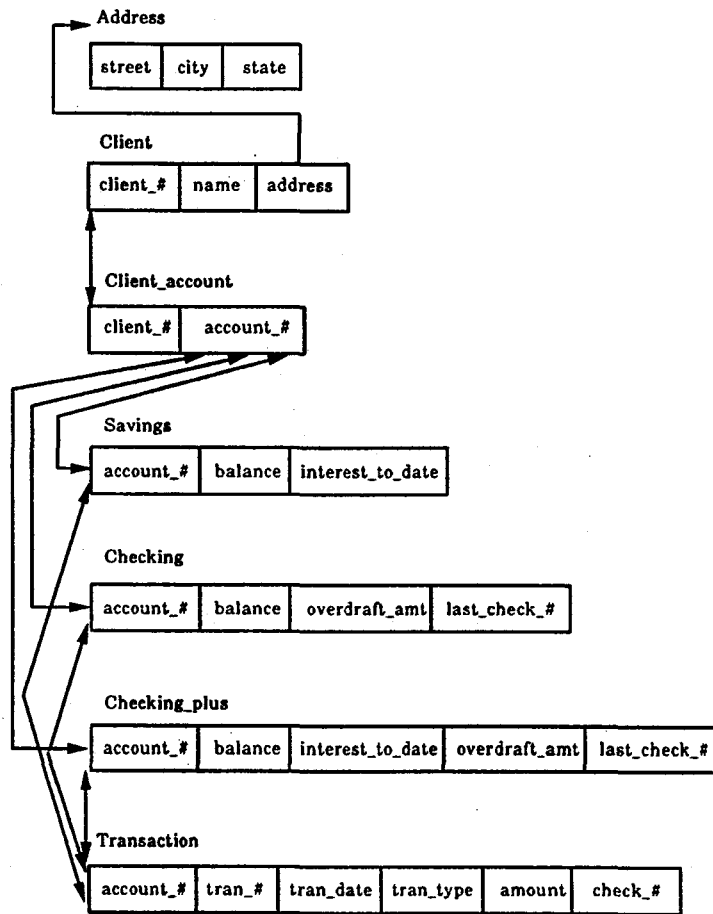 Address
street city state
Client
client_# name address
Client_account
client_# account_#
Savings
account_# balance interest_to_date
Checking
account_# balance overdraft_amt last_check_#
Checking_plus
account_# balance interest_to_date overdraft_amt last_check_#
Transaction
account_# tran_# tran_date tran_type amount check_#